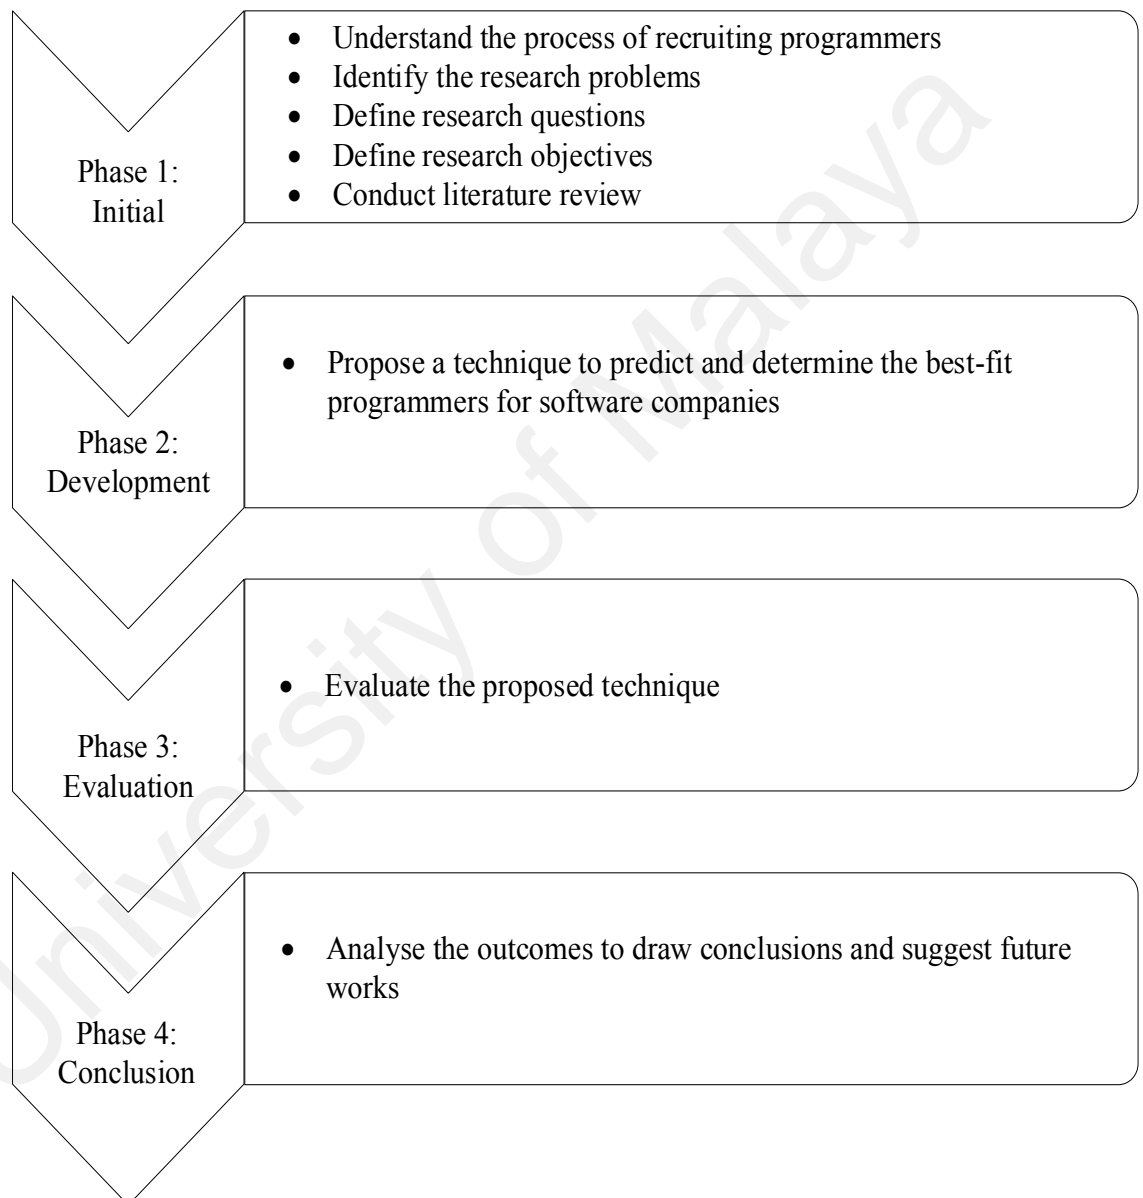 • Understand the process of recruiting programmers
• Identify the research problems
• Define research questions
• Define research objectives
• Conduct literature review
Phase 1:
Initial
• Propose a technique to predict and determine the best-fit
programmers for software companies
Phase 2:
Development
• Evaluate the proposed technique
Phase 3:
Evaluation
• Analyse the outcomes to draw conclusions and suggest future
works
Phase 4:
Conclusion
University of Malaya